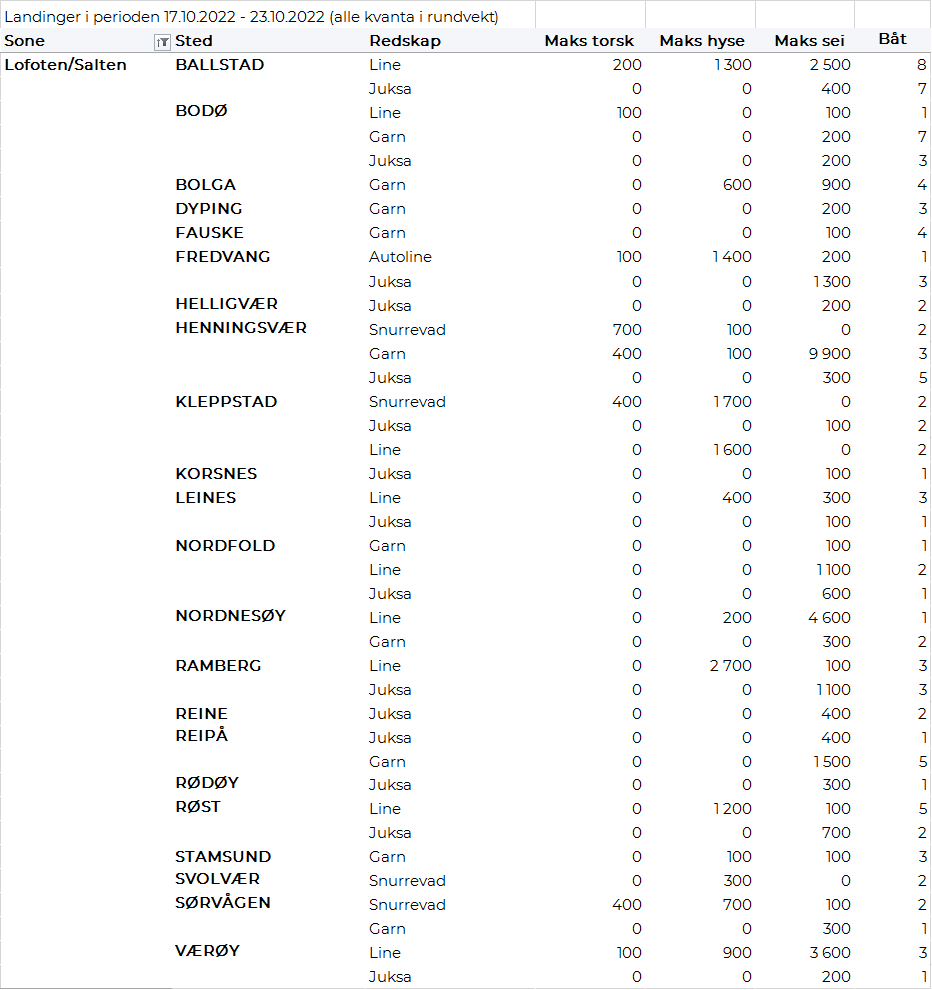 Landinger i perioden 17.10.2022 - 23.10.2022 (alle kvanta i rundvekt)
Sone Sted Redskap Maks torsk Maks hyse Maks sei Båt
Lofoten/Salten BALLSTAD Line 200 1 300 2 500 8
Juksa 0 0 400 7
BODØ Line 100 0 100 1
Garn 0 0 200 7
Juksa 0 0 200 3
BOLGA Garn 0 600 900 4
DYPING Garn 0 0 200 3
FAUSKE Garn 0 0 100 4
FREDVANG Autoline 100 1 400 200 1
Juksa 0 0 1 300 3
HELLIGVÆR Juksa 0 0 200 2
HENNINGSVÆR Snurrevad 700 100 0 2
Garn 400 100 9 900 3
Juksa 0 0 300 5
KLEPPSTAD Snurrevad 400 1 700 0 2
Juksa 0 0 100 2
Line 0 1 600 0 2
KORSNES Juksa 0 0 100 1
LEINES Line 0 400 300 3
Juksa 0 0 100 1
NORDFOLD Garn 0 0 100 1
Line 0 0 1 100 2
Juksa 0 0 600 1
NORDNESØY Line 0 200 4 600 1
Garn 0 0 300 2
RAMBERG Line 0 2 700 100 3
Juksa 0 0 1 100 3
REINE Juksa 0 0 400 2
REIPÅ Juksa 0 0 400 1
Garn 0 0 1 500 5
RØDØY Juksa 0 0 300 1
RØST Line 0 1 200 100 5
Juksa 0 0 700 2
STAMSUND Garn 0 100 100 3
SVOLVÆR Snurrevad 0 300 0 2
SØRVÅGEN Snurrevad 400 700 100 2
Garn 0 0 300 1
VÆRØY Line 100 900 3 600 3
Juksa 0 0 200 1